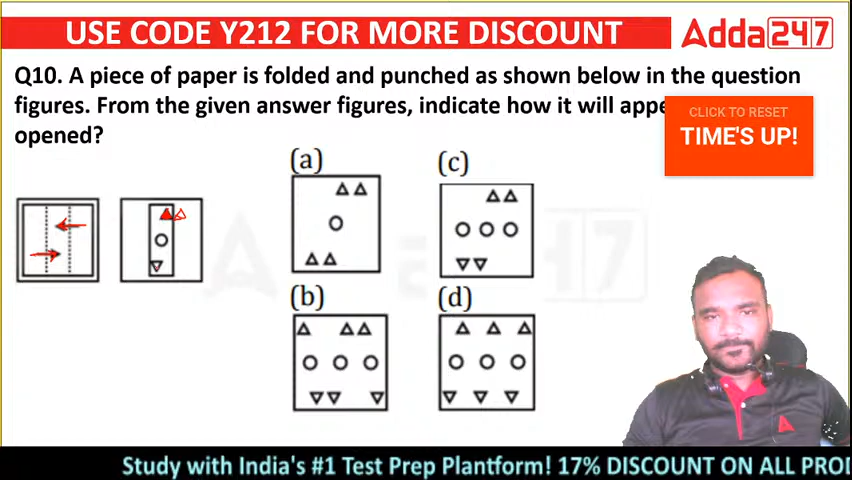 USE CODE Y212 FOR MORE DISCOUNT
Adda247
Q10. A piece of paper is folded and punched as shown below in the question
figures. From the given answer figures, indicate how it will
opened?
CLICK TO RESET
TIME'S UP!
(a)
(c)
(b)
(d)
Study with India's #1 Test Prep Plantform! 17% DISCOUNT ON ALL